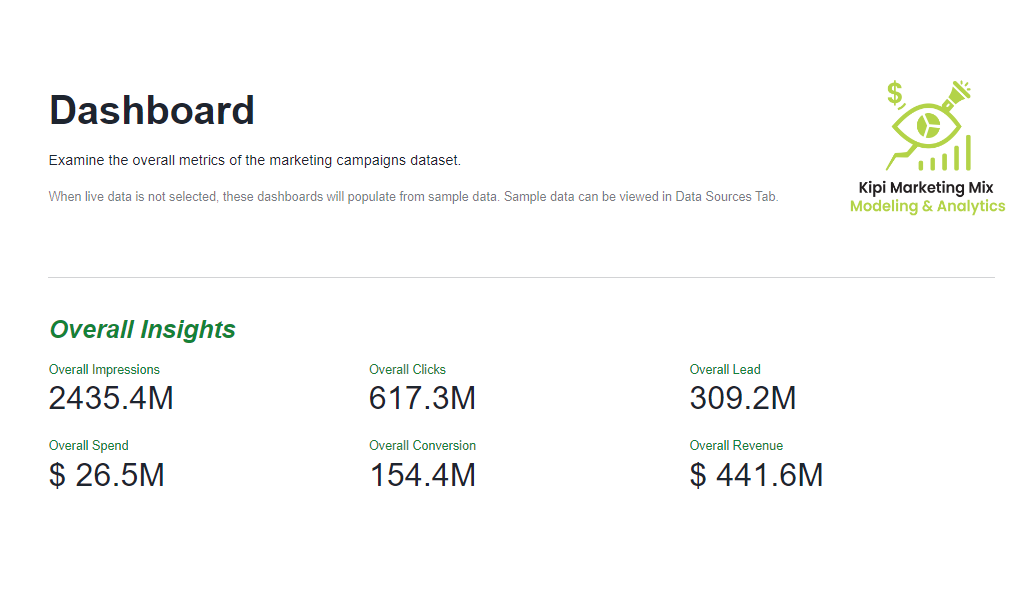 Dashboard
Examine the overall metrics of the marketing campaigns dataset.
When live data is not selected, these dashboards will populate from sample data. Sample data can be viewed in Data Sources Tab.
$
Kipi Marketing Mix
Modeling & Analytics
Overall Insights
Overall Impressions
2435.4M
Overall Clicks
617.3M
Overall Lead
309.2M
Overall Spend
$ 26.5M
Overall Conversion
154.4M
Overall Revenue
$ 441.6M